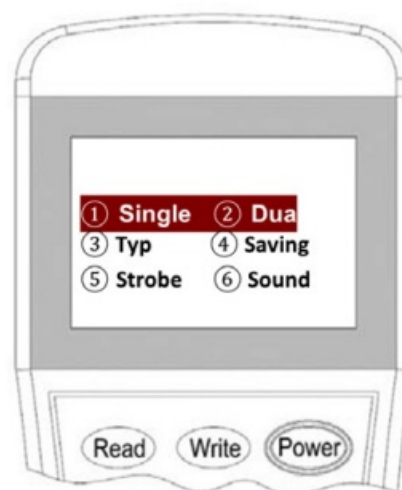 ① Single ② Dua
③ Typ ④ Saving
⑤ Strobe ⑥ Sound
Read Write Power